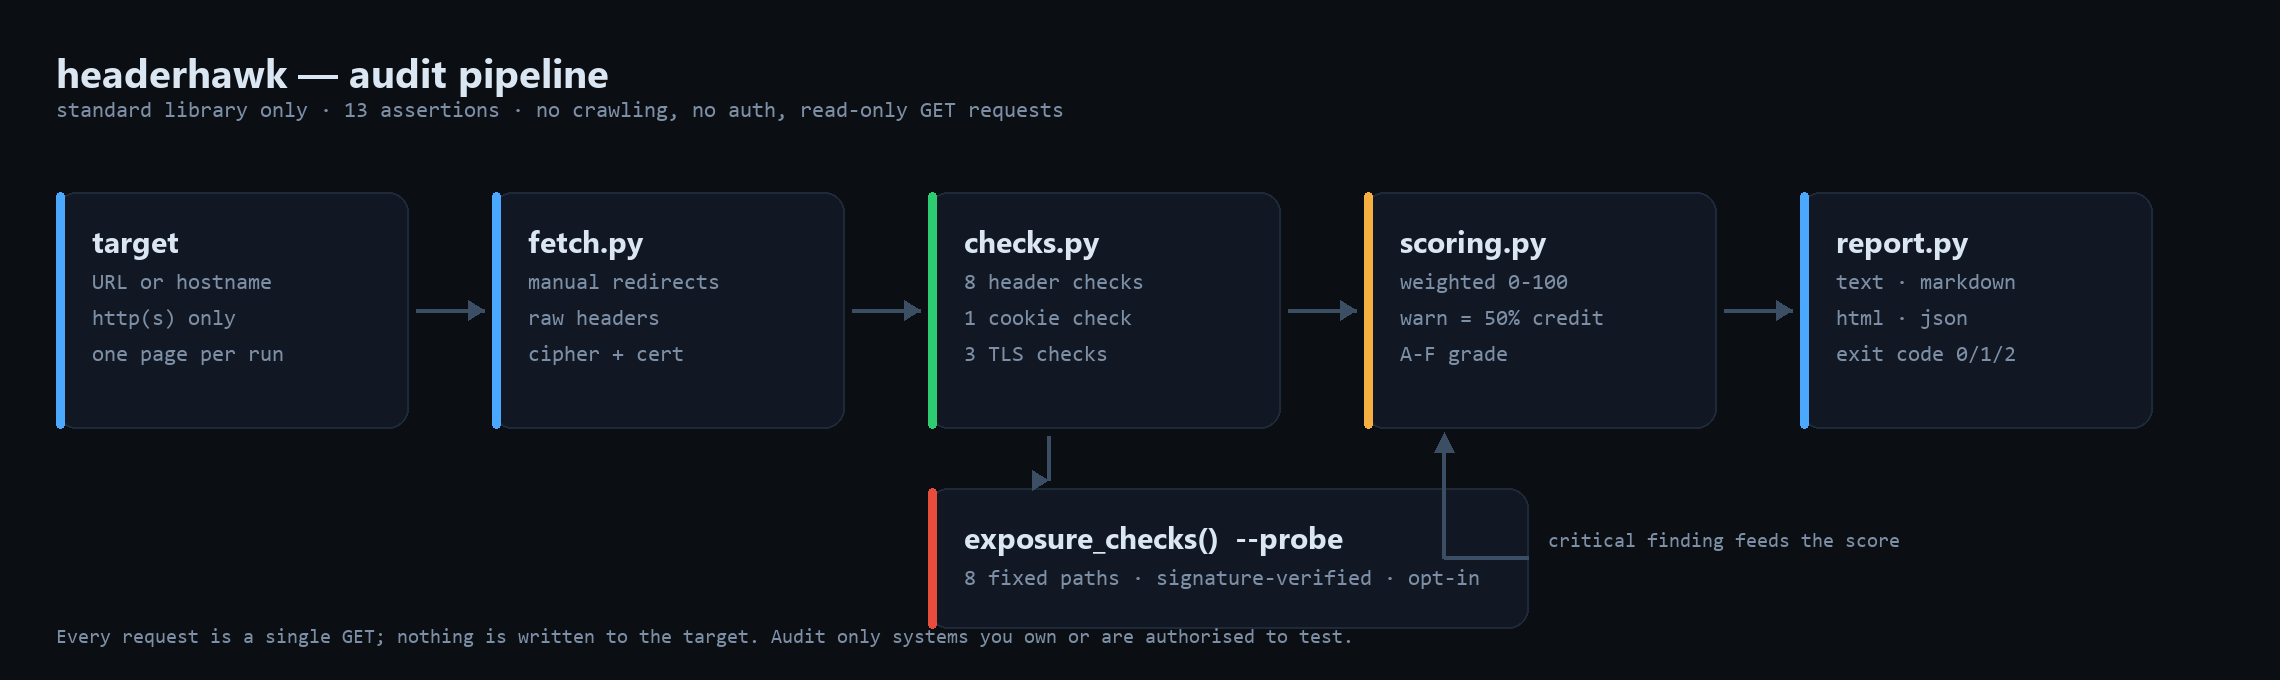 headerhawk — audit pipeline
standard library only · 13 assertions · no crawling, no auth, read-only GET requests
target
URL or hostname
http(s) only
one page per run
fetch.py
manual redirects
raw headers
cipher + cert
checks.py
8 header checks
1 cookie check
3 TLS checks
scoring.py
weighted 0-100
warn = 50% credit
A-F grade
report.py
text · markdown
html · json
exit code 0/1/2
exposure_checks() --probe
8 fixed paths · signature-verified · opt-in
critical finding feeds the score
Every request is a single GET; nothing is written to the target. Audit only systems you own or are authorised to test.